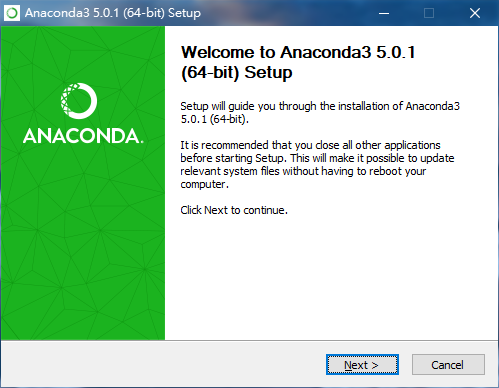 Anaconda3 5.0.1 (64-bit) Setup
Welcome to Anaconda3 5.0.1
(64-bit) Setup
ANACONDA.
Setup will guide you through the installation of Anaconda3
5.0.1 (64-bit).
It is recommended that you close all other applications
before starting Setup. This will make it possible to update
relevant system files without having to reboot your
computer.
Click Next to continue.
Next >
Cancel